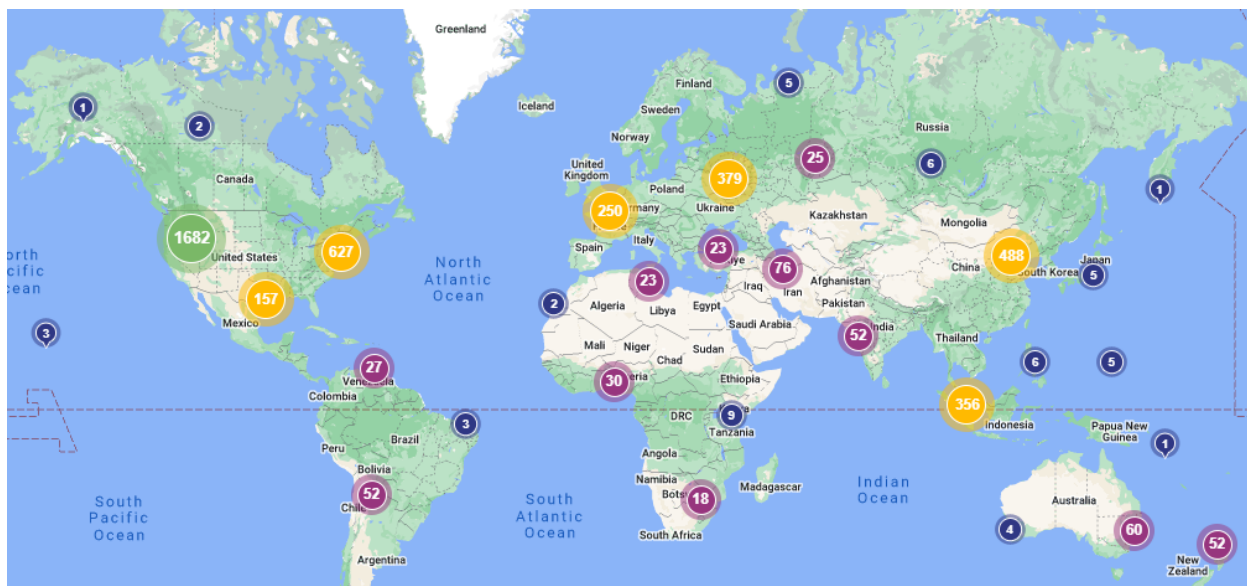 Greenland
5
Finland
Iceland
1
Sweden
2
Norway
Russia
25
6
United
Kingdom
Canada
379
Poland
1
250
Ukraine
Kazakhstan
Mongolia
1682
627
United States
Spain
Italy
23
488
Japan
China
South Korea
5
North
Atlantic
Ocean
23
76
Iraq
Iran
Afghanistan
157
2
Algeria
Libya
Egypt
Pakistan
Mexico
3
Saudi Arabia
52
India
Mali
Niger
Chad
Sudan
Thailand
6
5
27
30
Ethiopia
Colombia
356
DRC
9
Indonesia
3
Tanzania
Papua New
Guinea
1
Brazil
Peru
Angola
Bolivia
Namibia
Madagascar
Indian
Ocean
52
18
Australia
South
Pacific
Ocean
South
Atlantic
Ocean
South Africa
4
60
52
Argentina
New
Zealand